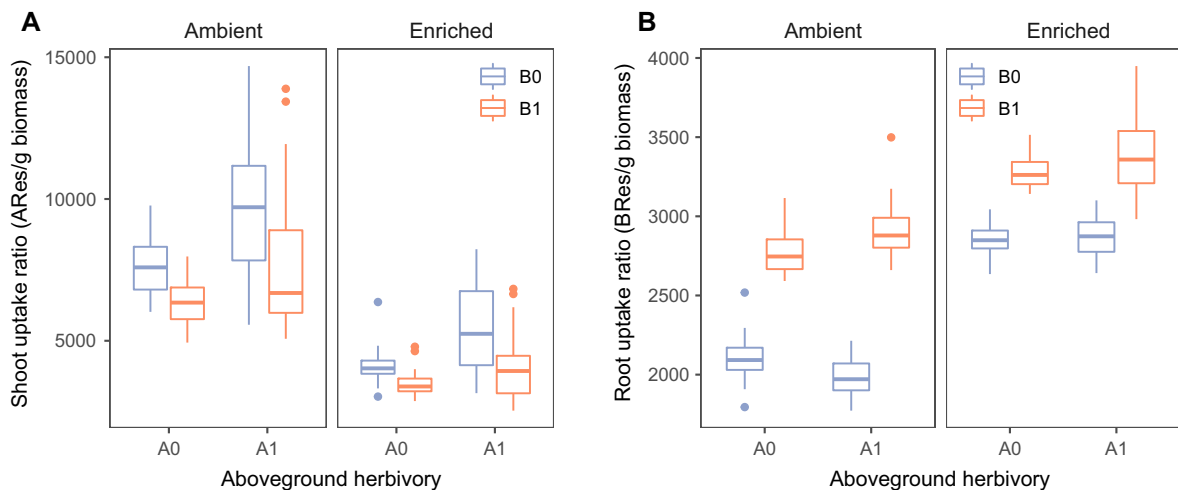 A
Ambient
Enriched
Shoot uptake ratio (ARes/g biomass)
15000
10000
5000
B0
B1
A0
A1
A0
A1
Aboveground herbivory
B
Ambient
Enriched
Root uptake ratio (BRes/g biomass)
4000
3500
3000
2500
2000
B0
B1
A0
A1
A0
A1
Aboveground herbivory